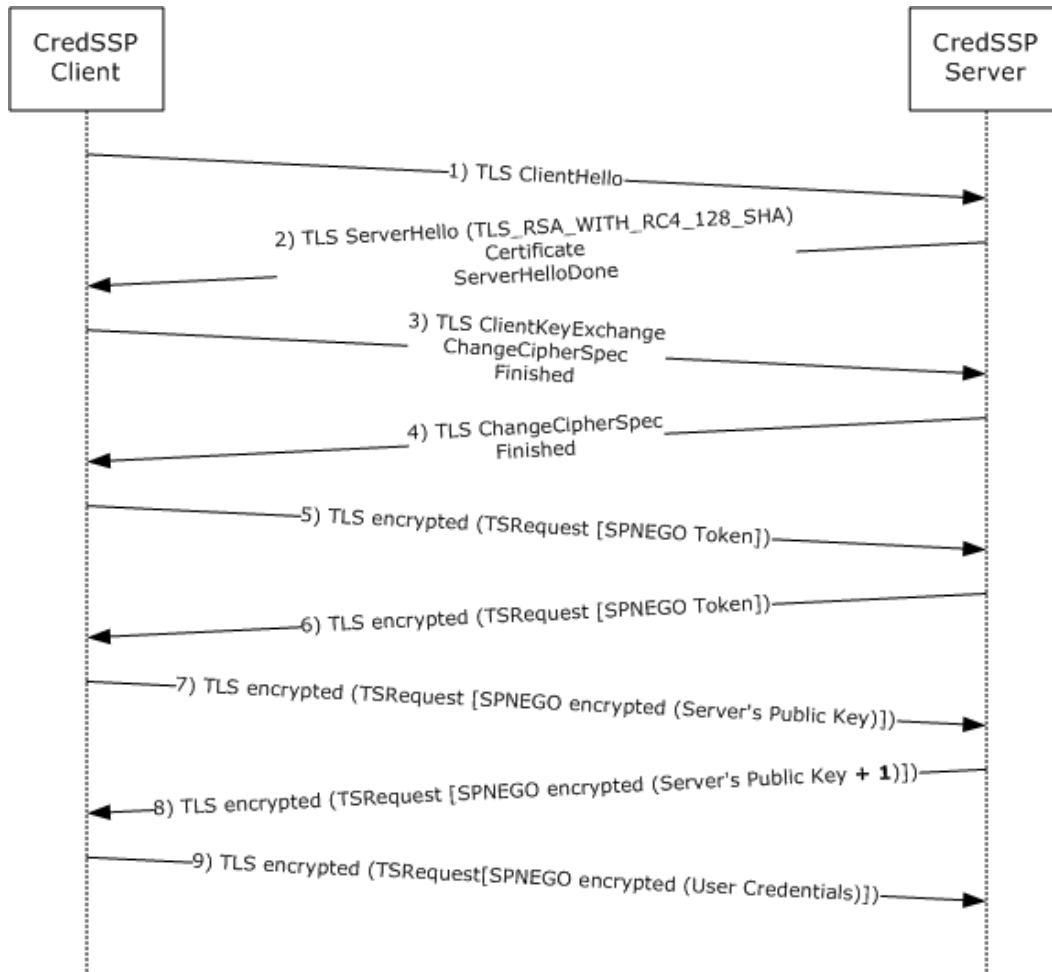 CredSSP
Client
CredSSP
Server
1) TLS ClientHello
2) TLS ServerHello (TLS_RSA_WITH_RC4_128_SHA)
Certificate
ServerHelloDone
3) TLS ClientKeyExchange
ChangeCipherSpec
Finished
4) TLS ChangeCipherSpec
Finished
5) TLS encrypted (TSRequest [SPNEGO Token])
6) TLS encrypted (TSRequest [SPNEGO Token])
7) TLS encrypted (TSRequest [SPNEGO encrypted (Server's Public Key)])
8) TLS encrypted (TSRequest [SPNEGO encrypted (Server's Public Key + 1)])
9) TLS encrypted (TSRequest[SPNEGO encrypted (User Credentials)])